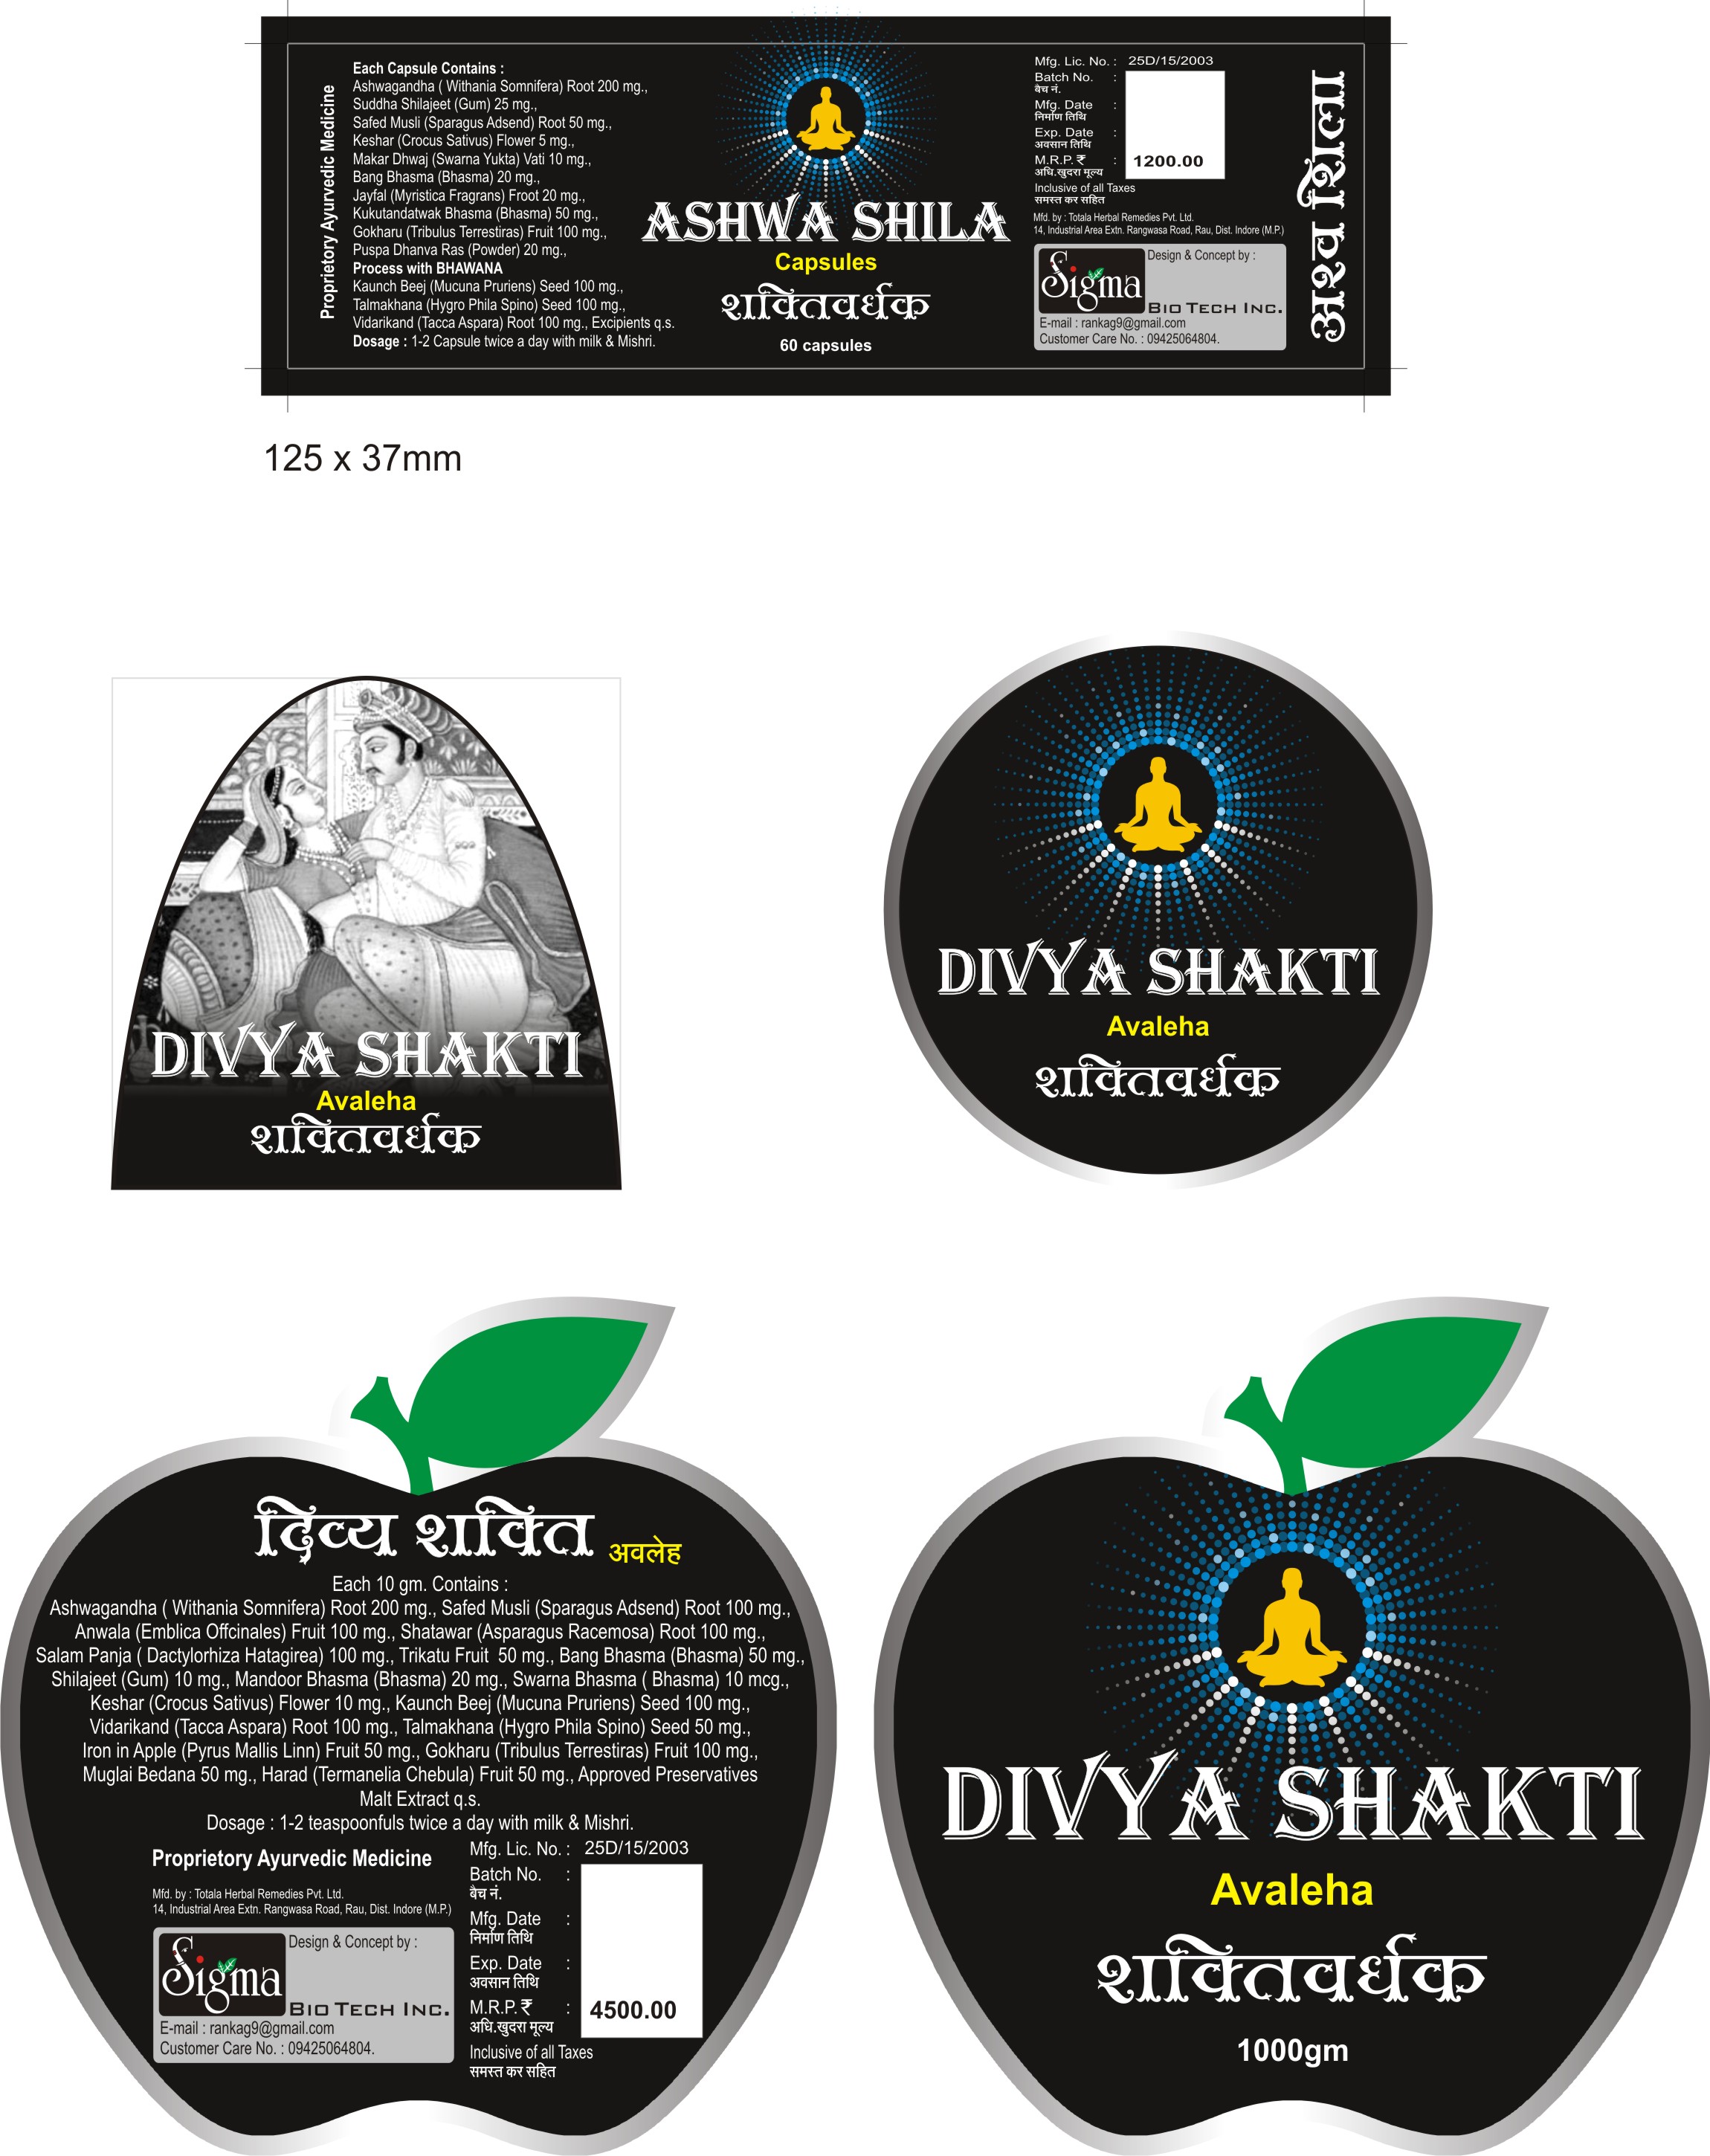 Proprietory Ayurvedic Medicine
Each Capsule Contains :
Ashwagandha ( Withania Somnifera) Root 200 mg.,
Suddha Shilajeet (Gum) 25 mg.,
Safed Musli (Sparagus Adsend) Root 50 mg.,
Keshar (Crocus Sativus) Flower 5 mg.,
Makar Dhwaj (Swarna Yukta) Vati 10 mg.,
Bang Bhasma (Bhasma) 20 mg.,
Jayfal (Myristica Fragrans) Froot 20 mg.,
Kukutandatwak Bhasma (Bhasma) 50 mg.,
Gokharu (Tribulus Terrestiras) Fruit 100 mg.,
Puspa Dhanva Ras (Powder) 20 mg.,
Process with BHAWANA
Kaunch Beej (Mucuna Pruriens) Seed 100 mg.,
Talmakhana (Hygro Phila Spino) Seed 100 mg.,
Vidarikand (Tacca Aspara) Root 100 mg., Excipients q.s.
Dosage : 1-2 Capsule twice a day with milk & Mishri.
ASHWA SHILA
Capsules
शक्तिवर्धक
60 capsules
Mfg. Lic. No. : 25D/15/2003
Batch No. :
बैच नं.
Mfg. Date :
निर्माण तिथि
Exp. Date :
अवसान तिथि
M.R.P. ₹ : 1200.00
अधि.खुदरा मूल्य
Inclusive of all Taxes
समस्त कर सहित
Mfd. by : Totala Herbal Remedies Pvt. Ltd.
14, Industrial Area Extn. Rangwasa Road, Rau, Dist. Indore (M.P.)
Sigma
Design & Concept by :
BIO TECH INC.
E-mail : rankag9@gmail.com
Customer Care No. : 09425064804.
अश्व शिला
125 x 37mm
DIVYA SHAKTI
Avaleha
शक्तिवर्धक
DIVYA SHAKTI
Avaleha
शक्तिवर्धक
दिव्य शक्ति अवलेह
Each 10 gm. Contains :
Ashwagandha ( Withania Somnifera) Root 200 mg., Safed Musli (Sparagus Adsend) Root 100 mg.,
Anwala (Emblica Offcinales) Fruit 100 mg., Shatawar (Asparagus Racemosa) Root 100 mg.,
Salam Panja ( Dactylorhiza Hatagirea) 100 mg., Trikatu Fruit 50 mg., Bang Bhasma (Bhasma) 50 mg.,
Shilajeet (Gum) 10 mg., Mandoor Bhasma (Bhasma) 20 mg., Swarna Bhasma ( Bhasma) 10 mcg.,
Keshar (Crocus Sativus) Flower 10 mg., Kaunch Beej (Mucuna Pruriens) Seed 100 mg.,
Vidarikand (Tacca Aspara) Root 100 mg., Talmakhana (Hygro Phila Spino) Seed 50 mg.,
Iron in Apple (Pyrus Mallis Linn) Fruit 50 mg., Gokharu (Tribulus Terrestiras) Fruit 100 mg.,
Muglai Bedana 50 mg., Harad (Termanelia Chebula) Fruit 50 mg., Approved Preservatives
Malt Extract q.s.
Dosage : 1-2 teaspoonfuls twice a day with milk & Mishri.
Proprietory Ayurvedic Medicine
Mfd. by : Totala Herbal Remedies Pvt. Ltd.
14, Industrial Area Extn. Rangwasa Road, Rau, Dist. Indore (M.P.)
Sigma
Design & Concept by :
BIO TECH INC.
E-mail : rankag9@gmail.com
Customer Care No. : 09425064804.
Mfg. Lic. No. : 25D/15/2003
Batch No. :
बैच नं.
Mfg. Date :
निर्माण तिथि
Exp. Date :
अवसान तिथि
M.R.P. ₹ : 4500.00
अधि.खुदरा मूल्य
Inclusive of all Taxes
समस्त कर सहित
DIVYA SHAKTI
Avaleha
शक्तिवर्धक
1000gm